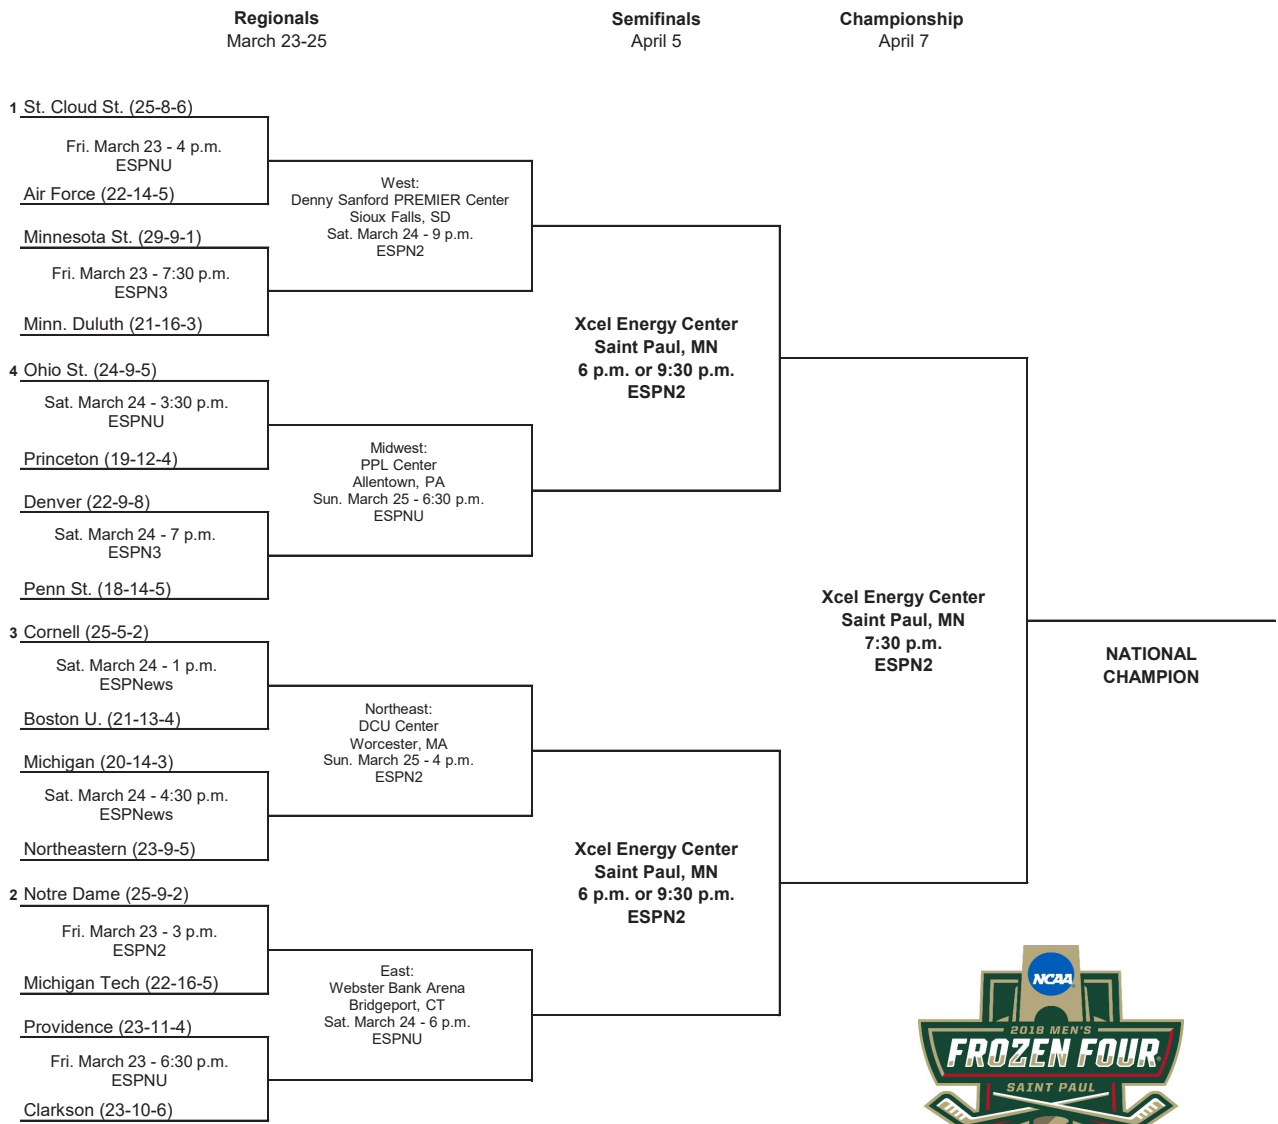 Regionals
March 23-25
Semifinals
April 5
Championship
April 7
1 St. Cloud St. (25-8-6)
Fri. March 23 - 4 p.m.
ESPNU
Air Force (22-14-5)
West:
Denny Sanford PREMIER Center
Sioux Falls, SD
Sat. March 24 - 9 p.m.
ESPN2
Minnesota St. (29-9-1)
Fri. March 23 - 7:30 p.m.
ESPN3
Minn. Duluth (21-16-3)
Xcel Energy Center
Saint Paul, MN
6 p.m. or 9:30 p.m.
ESPN2
4 Ohio St. (24-9-5)
Sat. March 24 - 3:30 p.m.
ESPNU
Princeton (19-12-4)
Midwest:
PPL Center
Allentown, PA
Sun. March 25 - 6:30 p.m.
ESPNU
Denver (22-9-8)
Sat. March 24 - 7 p.m.
ESPN3
Penn St. (18-14-5)
Xcel Energy Center
Saint Paul, MN
7:30 p.m.
ESPN2
NATIONAL
CHAMPION
3 Cornell (25-5-2)
Sat. March 24 - 1 p.m.
ESPNews
Boston U. (21-13-4)
Northeast:
DCU Center
Worcester, MA
Sun. March 25 - 4 p.m.
ESPN2
Michigan (20-14-3)
Sat. March 24 - 4:30 p.m.
ESPNews
Northeastern (23-9-5)
Xcel Energy Center
Saint Paul, MN
6 p.m. or 9:30 p.m.
ESPN2
2 Notre Dame (25-9-2)
Fri. March 23 - 3 p.m.
ESPN2
Michigan Tech (22-16-5)
East:
Webster Bank Arena
Bridgeport, CT
Sat. March 24 - 6 p.m.
ESPNU
Providence (23-11-4)
Fri. March 23 - 6:30 p.m.
ESPNU
Clarkson (23-10-6)
NCAA
2018 MEN'S
FROZEN FOUR
SAINT PAUL